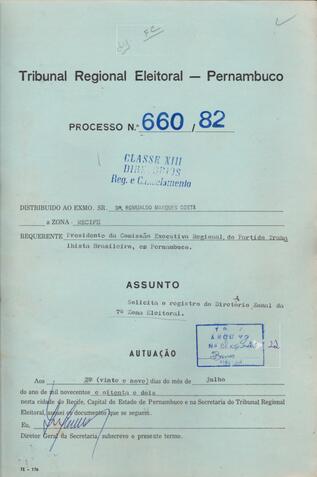 FC
Tribunal Regional Eleitoral — Pernambuco
PROCESSO N.º 660 / 82
CLASSE XIII
DIRETÓRIOS
Reg. e Cancelamento
DISTRIBUIDO AO EXMO. SR. Dr. ROMUALDO MARQUES COSTA
a ZONA RECIFE
REQUERENTE Presidente da Comissão Executiva Regional, do Partido Traba
lhista Brasileiro, em Pernambuco.
ASSUNTO
Solicita o registro do Diretório Zonal da
7ª Zona Eleitoral.
ARQUIVO
AUTUAÇÃO
Aos 29 (vinte e nove) dias do mês de Julho
do ano de mil novecentos e oitenta e dois
nesta cidade do Recife, Capital do Estado de Pernambuco e na Secretaria do Tribunal Regional
Eleitoral, autuei os documentos que se seguem.
Eu,
Diretor Geral da Secretaria, subscrevo o presente termo.